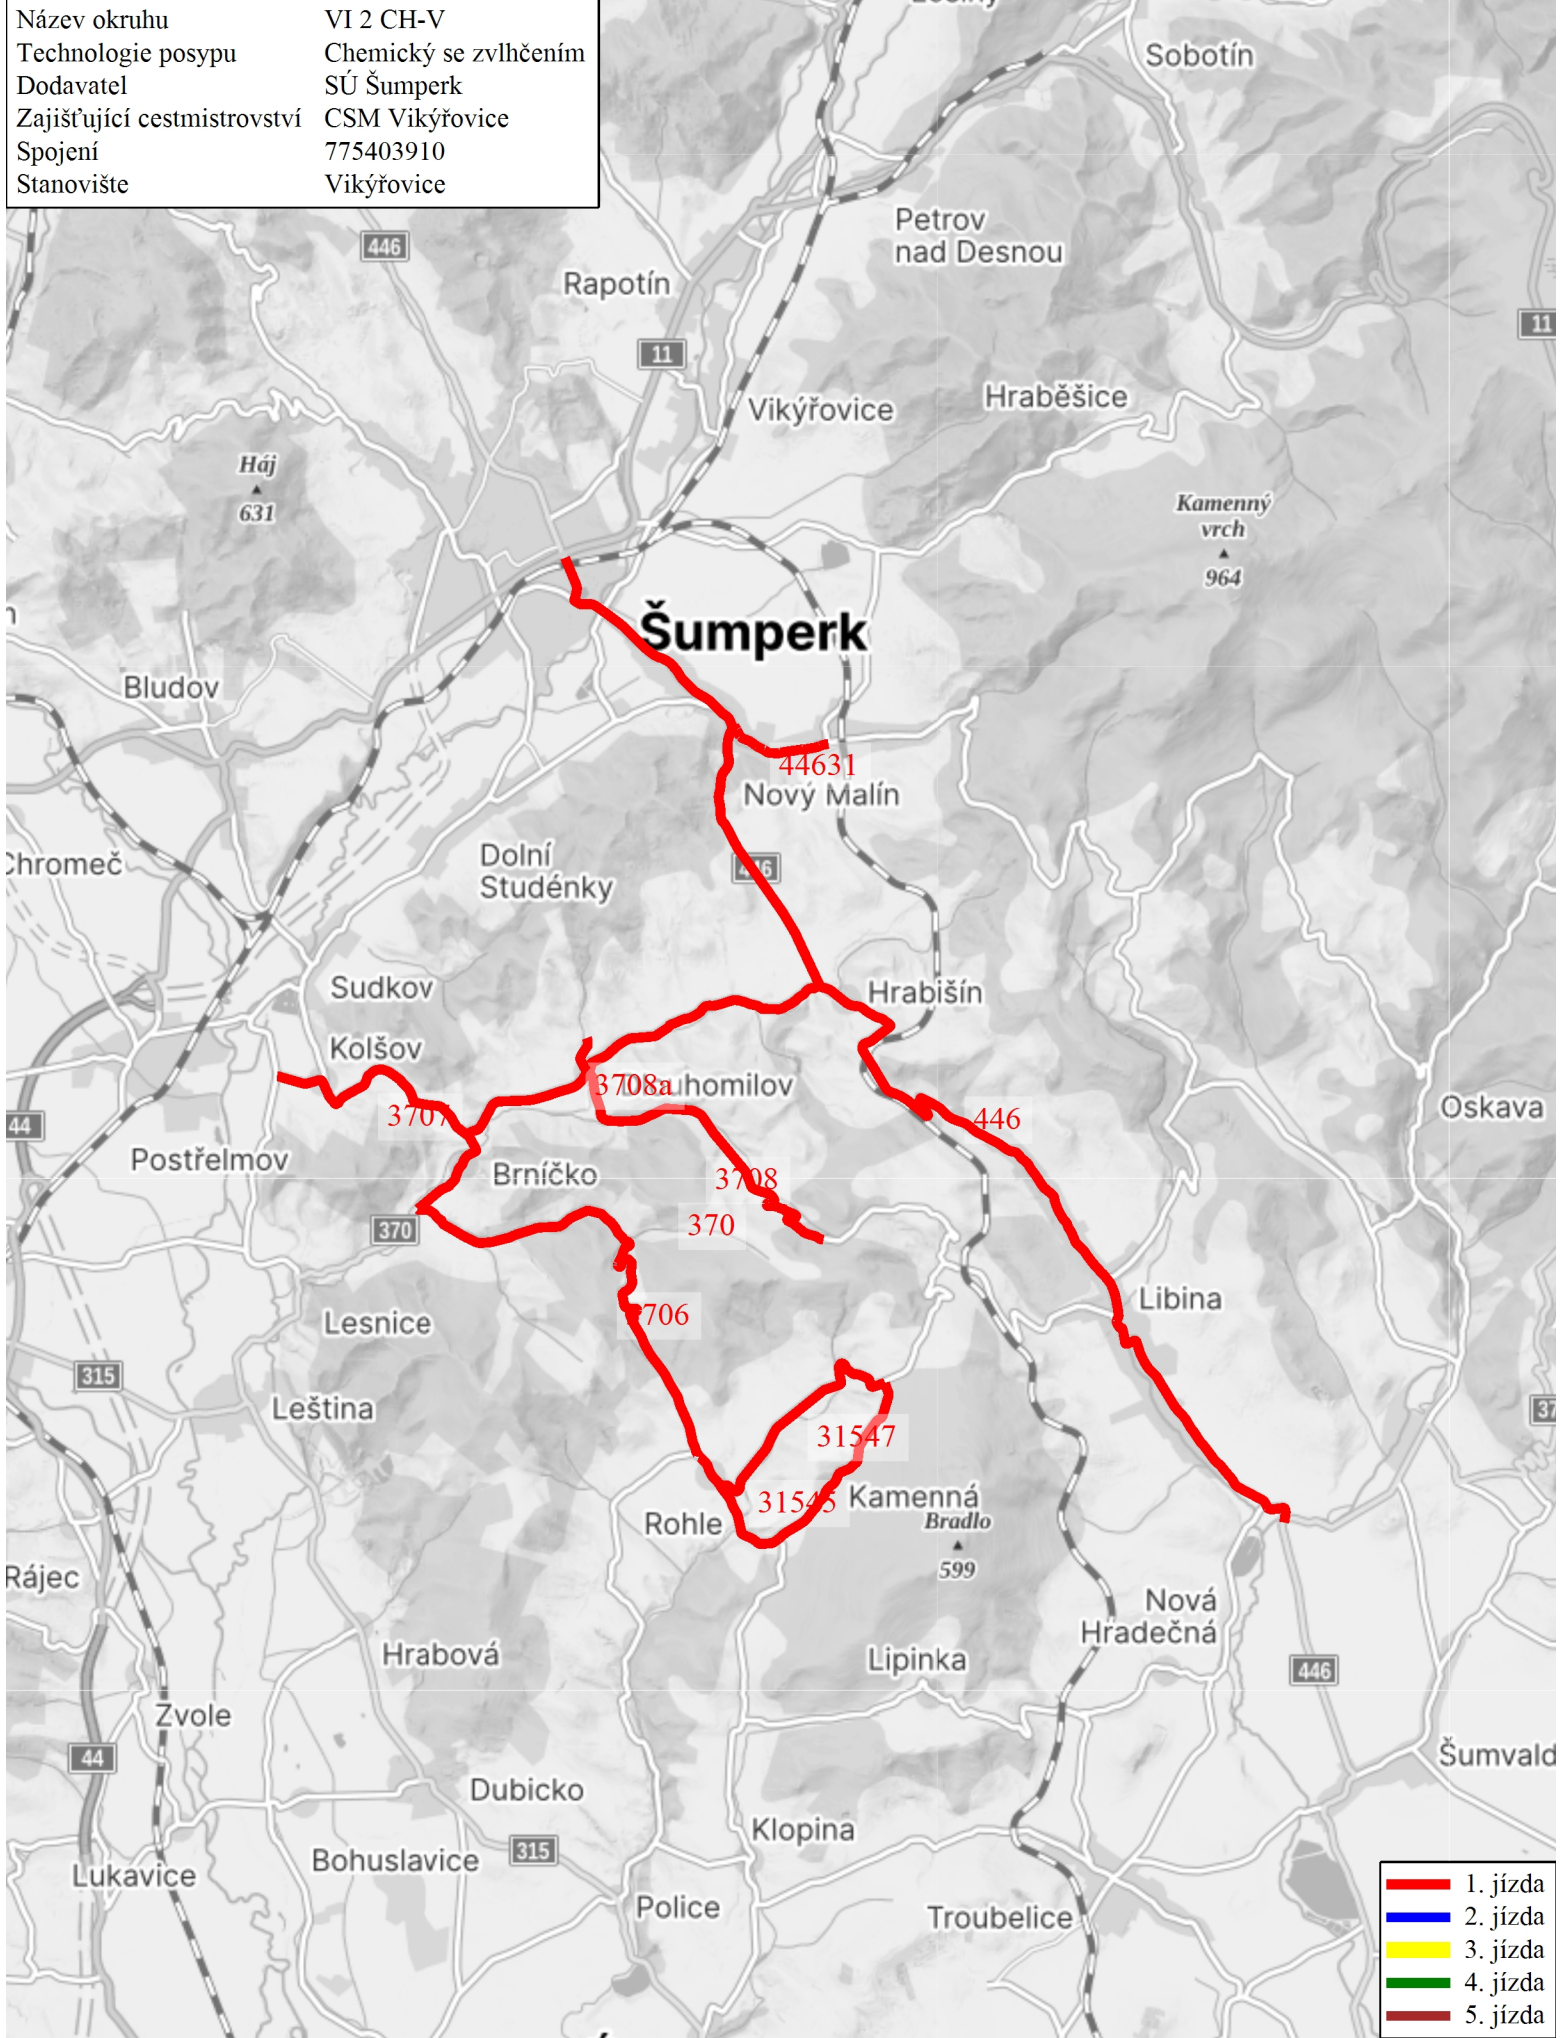 Název okruhu VI 2 CH-V
Technologie posypu Chemický se zvlhčením
Dodavatel SÚ Šumperk
Zajišťující cestmistrovství CSM Vikýřovice
Spojení 775403910
Stanoviště Vikýřovice
Sobotín
Petrov
nad Desnou
446
Rapotín
11
11
Hraběšice
Vikýřovice
Háj
631
Kamenný
vrch
964
Šumperk
Bludov
44631
Nový Malín
Dolní
Studénky
Chromeč
Sudkov
Hrabišín
Kolšov
3708a
3707
446
Oskava
44
Postřelmov
Brníčko
3708
370
370
Libina
706
Lesnice
315
Leština
31547
31545
Kamenná
Rohle
Bradlo
599
Rájec
Nová
Hradečná
Hrabová
Lipinka
446
Zvole
44
Šumvald
Dubicko
Klopina
315
Bohuslavice
Lukavice
Police
Troubelice
1. jízda
2. jízda
3. jízda
4. jízda
5. jízda